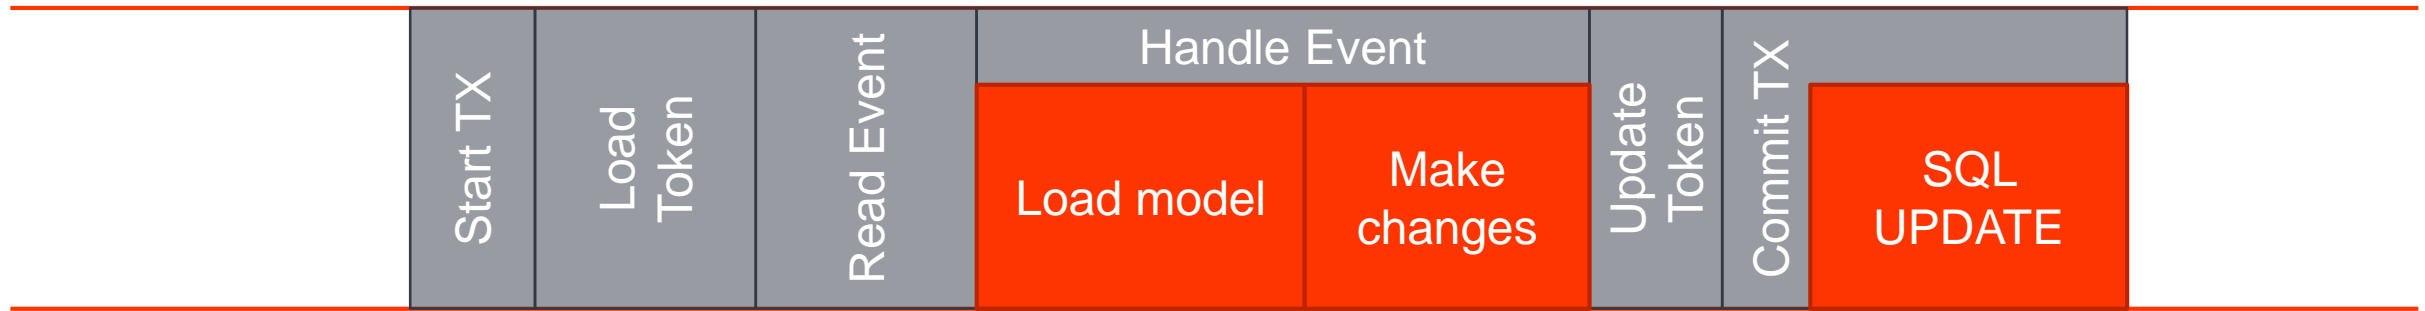 Start TX
Load
Token
Read Event
Handle Event
Load model
Make
changes
Update
Token
Commit TX
SQL
UPDATE